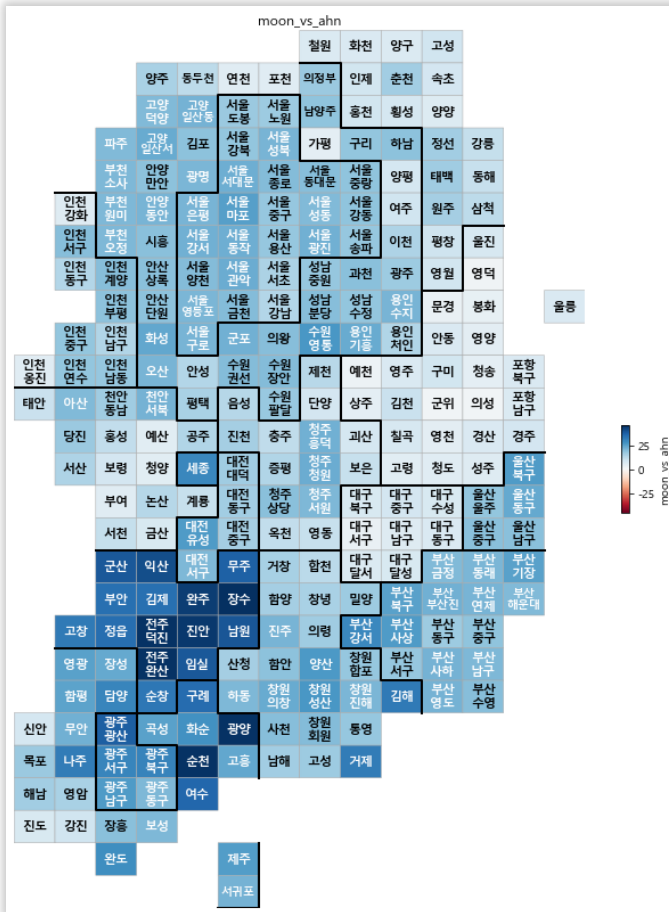 moon_vs_ahn
철원 화천 양구 고성
양주 동두천 연천 포천 의정부 인제 춘천 속초
고양 덕양 고양 일산동 서울 도봉 서울 노원 남양주 홍천 횡성 양양
파주 고양 일산서 김포 서울 강북 서울 성북 가평 구리 하남 정선 강릉
부천 소사 안양 만안 광명 서울 서대문 서울 종로 서울 동대문 서울 중랑 양평 태백 동해
인천 강화 부천 원미 안양 동안 서울 은평 서울 마포 서울 중구 서울 성동 서울 강동 여주 원주 삼척
인천 서구 부천 오정 시흥 서울 강서 서울 동작 서울 용산 서울 광진 서울 송파 이천 평창 울진
인천 동구 인천 계양 안산 상록 서울 양천 서울 관악 서울 서초 성남 중원 과천 광주 영월 영덕
인천 부평 안산 단원 서울 영등포 서울 금천 서울 강남 성남 분당 성남 수정 용인 수지 문경 봉화 울릉
인천 중구 인천 남구 화성 서울 구로 군포 의왕 수원 영통 용인 기흥 용인 처인 안동 영양
인천 옹진 인천 연수 인천 남동 오산 안성 수원 권선 수원 장안 제천 예천 영주 구미 청송 포항 북구
태안 아산 천안 동남 천안 서북 평택 음성 수원 팔달 단양 상주 김천 군위 의성 포항 남구
당진 홍성 예산 공주 진천 충주 청주 흥덕 괴산 칠곡 영천 경산 경주
서산 보령 청양 세종 대전 대덕 증평 청주 청원 보은 고령 청도 성주 울산 북구
부여 논산 계룡 대전 동구 청주 상당 청주 서원 대구 북구 대구 중구 대구 수성 울산 울주 울산 동구
서천 금산 대전 유성 대전 중구 옥천 영동 대구 서구 대구 남구 대구 동구 울산 중구 울산 남구
군산 익산 대전 서구 무주 거창 합천 대구 달서 대구 달성 부산 금정 부산 동래 부산 기장
부안 김제 완주 장수 함양 창녕 밀양 부산 북구 부산 부산진 부산 연제 부산 해운대
고창 정읍 전주 덕진 진안 남원 진주 의령 부산 강서 부산 사상 부산 동구 부산 중구
영광 장성 전주 완산 임실 산청 함안 양산 창원 합포 부산 서구 부산 사하 부산 남구
함평 담양 순창 구례 하동 창원 의창 창원 성산 창원 진해 김해 부산 영도 부산 수영
신안 무안 광주 광산 곡성 화순 광양 사천 창원 회원 통영
목포 나주 광주 서구 광주 북구 순천 고흥 남해 고성 거제
해남 영암 광주 남구 광주 동구 여수
진도 강진 장흥 보성
완도 제주
서귀포
25
0
-25
moon_vs_ahn